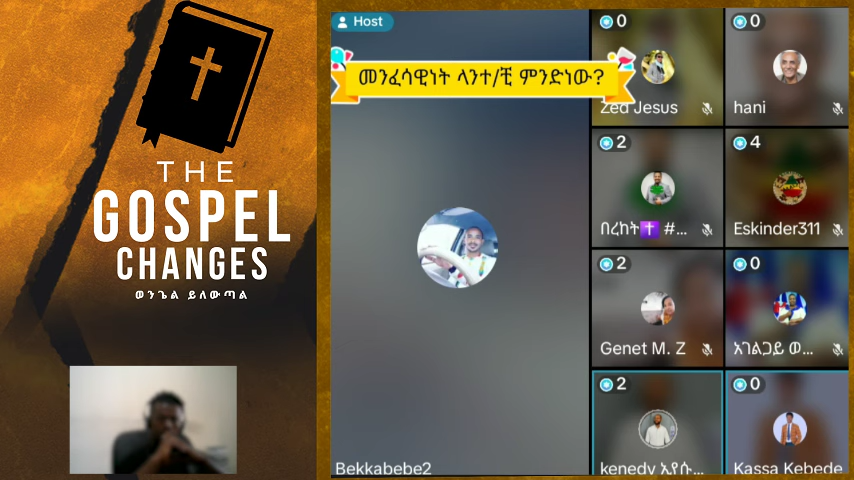 THE
GOSPEL
CHANGES
ወንጌል ይለውጣል
Host
መንፈሳዊነት ላንተ/ቺ ምንድነው?
Bekkabebe2
0
Zed Jesus
0
hani
2
በረከት✝️ #...
4
Eskinder311
2
Genet M. Z
0
አገልጋይ ወ...
2
kenedy ኢየሱ...
0
Kassa Kebede